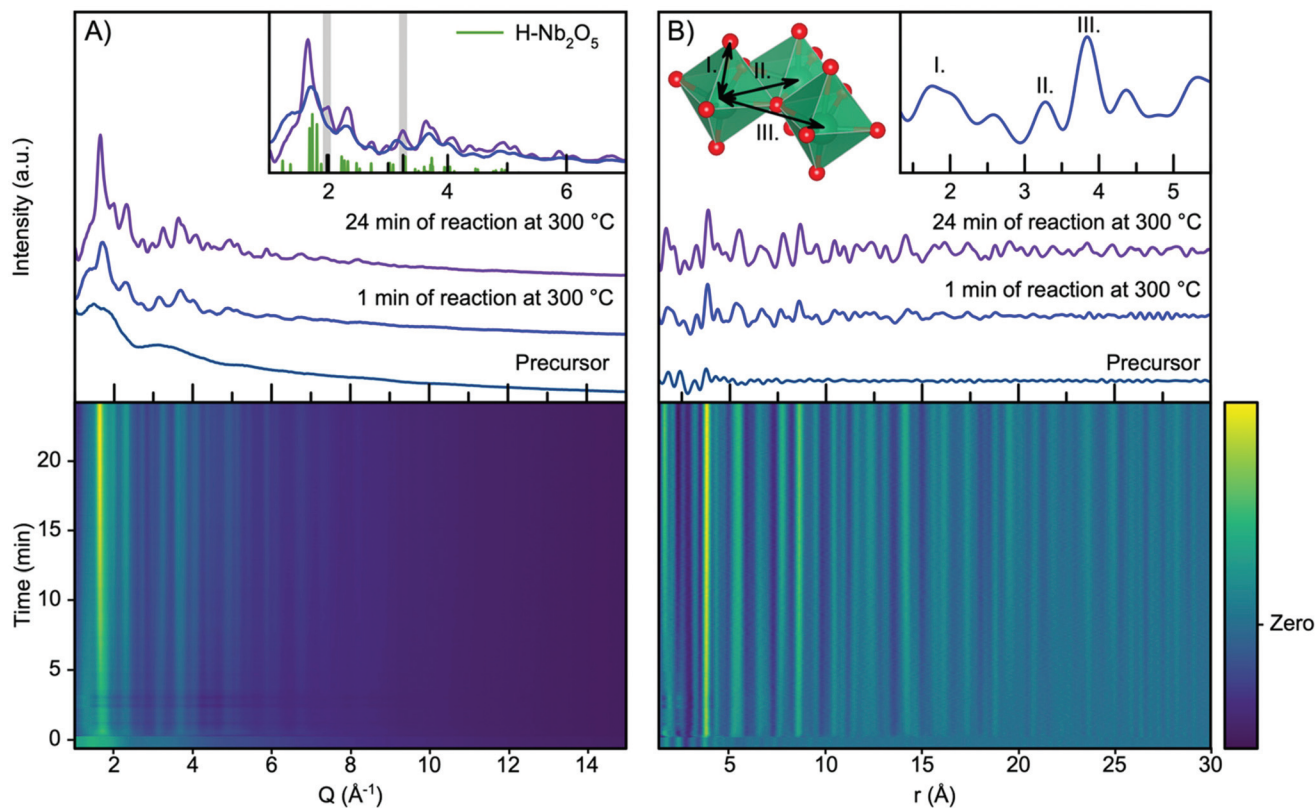 A)
H-Nb₂O₅
2 4 6
24 min of reaction at 300 °C
1 min of reaction at 300 °C
Precursor
Intensity (a.u.)
B)
I.
II.
III.
I.
II.
III.
2 3 4 5
24 min of reaction at 300 °C
1 min of reaction at 300 °C
Precursor
Time (min)
20
15
10
5
0
2 4 6 8 10 12 14
Q (Å⁻¹)
5 10 15 20 25 30
r (Å)
Zero